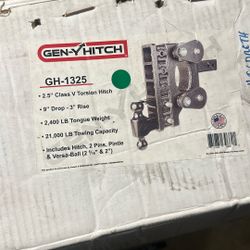 GEN-Y HITCH
GH-1325
• 2.5" Class V Torsion Hitch
• 9" Drop - 3" Rise
• 2,400 LB Tongue Weight
• 21,000 LB Towing Capacity
• Includes Hitch, 2 Pins, Pintle
& Versa-Ball (2 5/16" & 2")